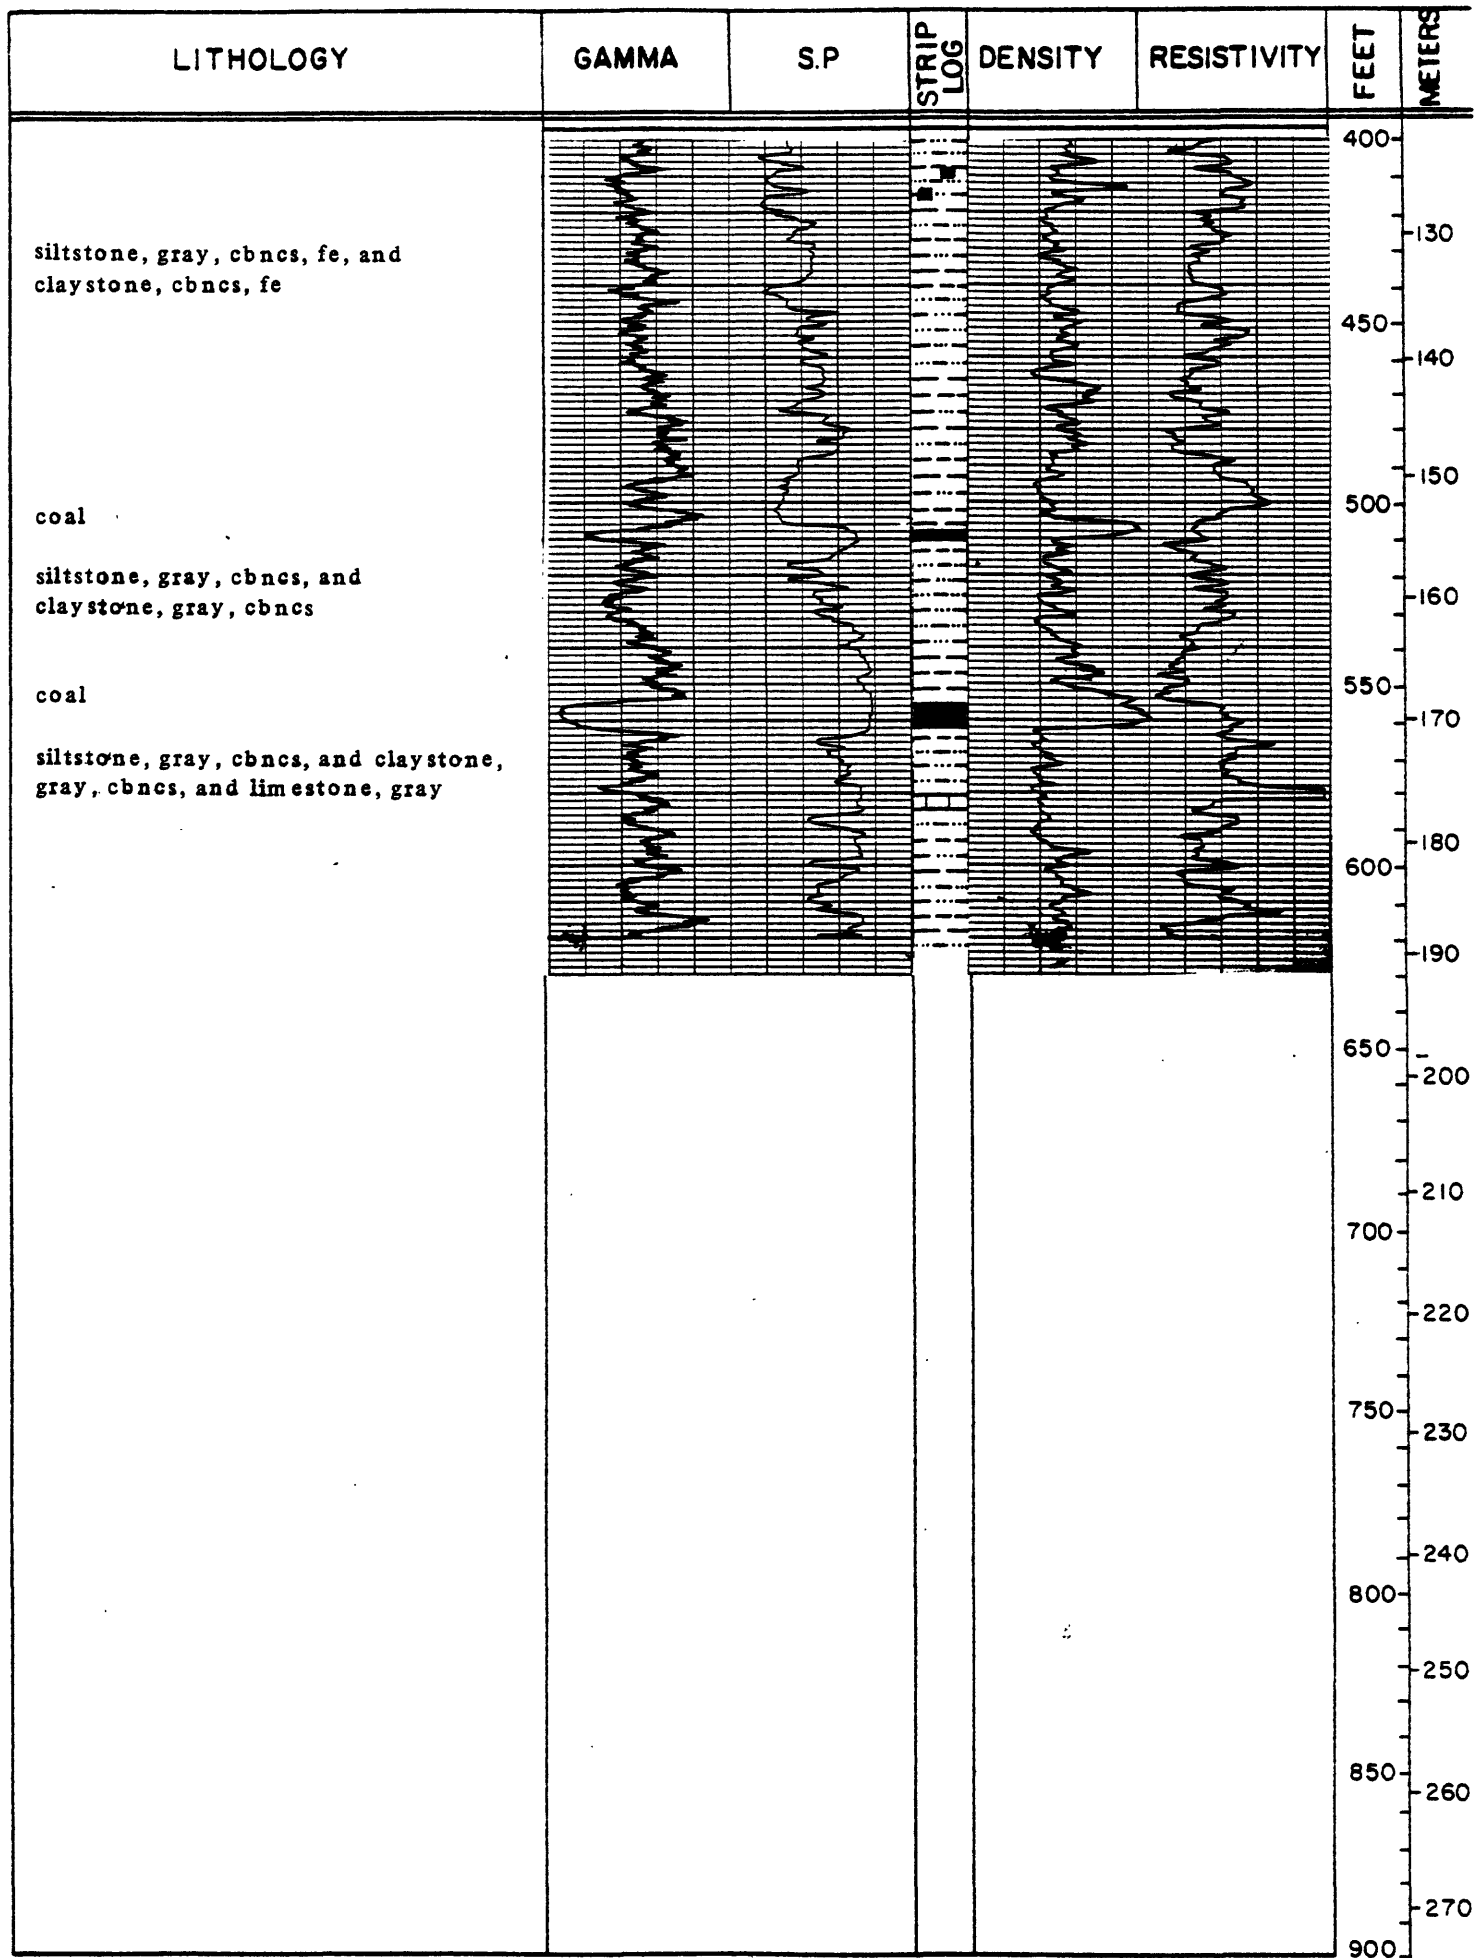 LITHOLOGY GAMMA S.P STRIP LOG DENSITY RESISTIVITY FEET METERS
400
130
siltstone, gray, cbncs, fe, and
claystone, cbncs, fe
450
140
150
500
coal
siltstone, gray, cbncs, and
claystone, gray, cbncs
160
coal
550
170
siltstone, gray, cbncs, and claystone,
gray, cbncs, and limestone, gray
180
600
190
650
200
210
700
220
750
230
240
800
250
850
260
270
900